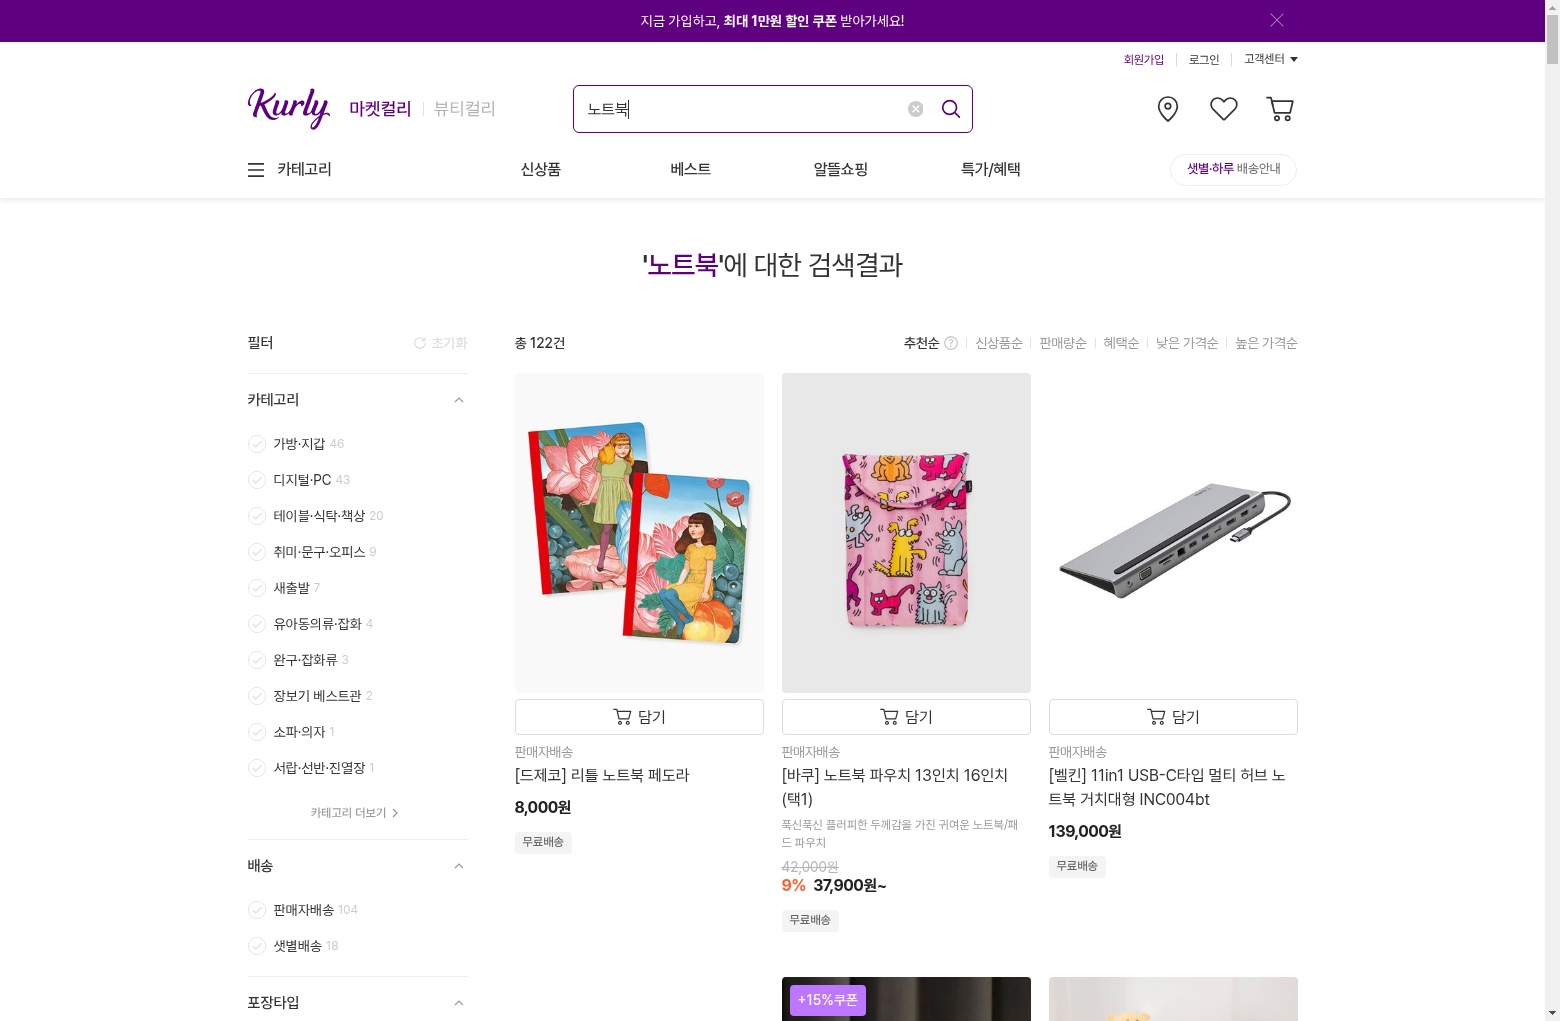 지금 가입하고, 최대 1만원 할인 쿠폰 받아가세요!
회원가입 로그인 고객센터
Kurly 마켓컬리 뷰티컬리
노트북
카테고리 신상품 베스트 알뜰쇼핑 특가/혜택 샛별·하루 배송안내
'노트북'에 대한 검색결과
필터 초기화
총 122건 추천순 신상품순 판매량순 혜택순 낮은 가격순 높은 가격순
카테고리
가방·지갑 46
디지털·PC 43
테이블·식탁·책상 20
취미·문구·오피스 9
새출발 7
유아동의류·잡화 4
완구·잡화류 3
장보기 베스트관 2
소파·의자 1
서랍·선반·진열장 1
카테고리 더보기
배송
판매자배송 104
샛별배송 18
포장타입
담기
판매자배송
[드제코] 리틀 노트북 페도라
8,000원
무료배송
담기
판매자배송
[바쿠] 노트북 파우치 13인치 16인치
(택1)
푹신푹신 플러피한 두께감을 가진 귀여운 노트북/패
드 파우치
42,000원
9% 37,900원~
무료배송
담기
판매자배송
[벨킨] 11in1 USB-C타입 멀티 허브 노
트북 거치대형 INC004bt
139,000원
무료배송
+15%쿠폰